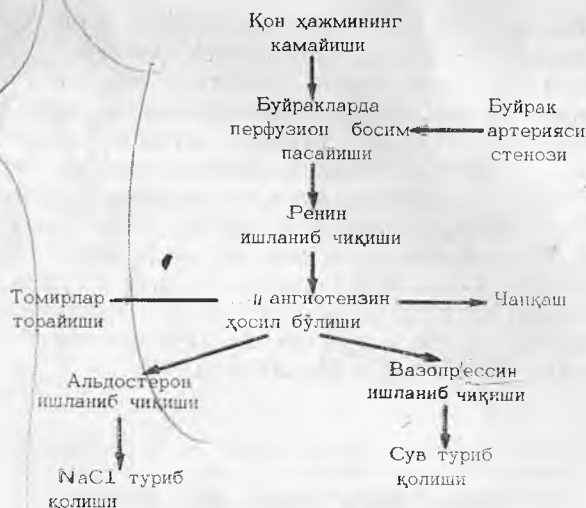 Қон ҳажмининг
камайиши
Буйракларда
перфузион босим
пасайиши
Буйрак
артерияси
стенози
Ренин
ишланиб чиқиши
Томирлар
торайиши
II ангиотензин
ҳосил бўлиши
Чанқаш
Альдостерон
ишланиб чиқиши
Вазопрессин
ишланиб чиқиши
NaCl туриб
қолиши
Сув туриб
қолиши